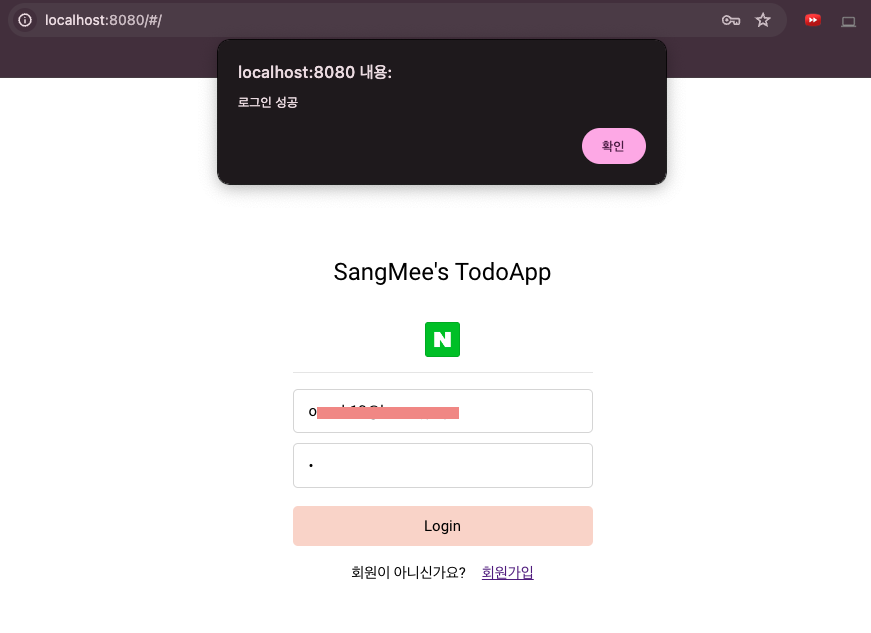 localhost:8080/#/
localhost:8080 내용:
로그인 성공
확인
SangMee's TodoApp
N
Login
회원이 아니신가요? 회원가입